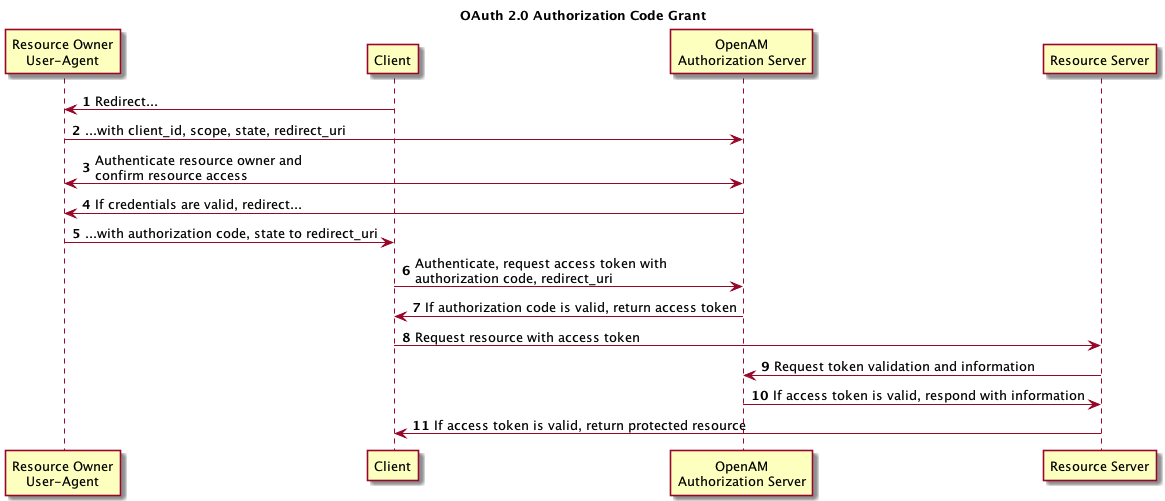 OAuth 2.0 Authorization Code Grant
Resource Owner
User-Agent
Client
OpenAM
Authorization Server
Resource Server
1 Redirect...
2 ...with client_id, scope, state, redirect_uri
3 Authenticate resource owner and
confirm resource access
4 If credentials are valid, redirect...
5 ...with authorization code, state to redirect_uri
6 Authenticate, request access token with
authorization code, redirect_uri
7 If authorization code is valid, return access token
8 Request resource with access token
9 Request token validation and information
10 If access token is valid, respond with information
11 If access token is valid, return protected resource
Resource Owner
User-Agent
Client
OpenAM
Authorization Server
Resource Server